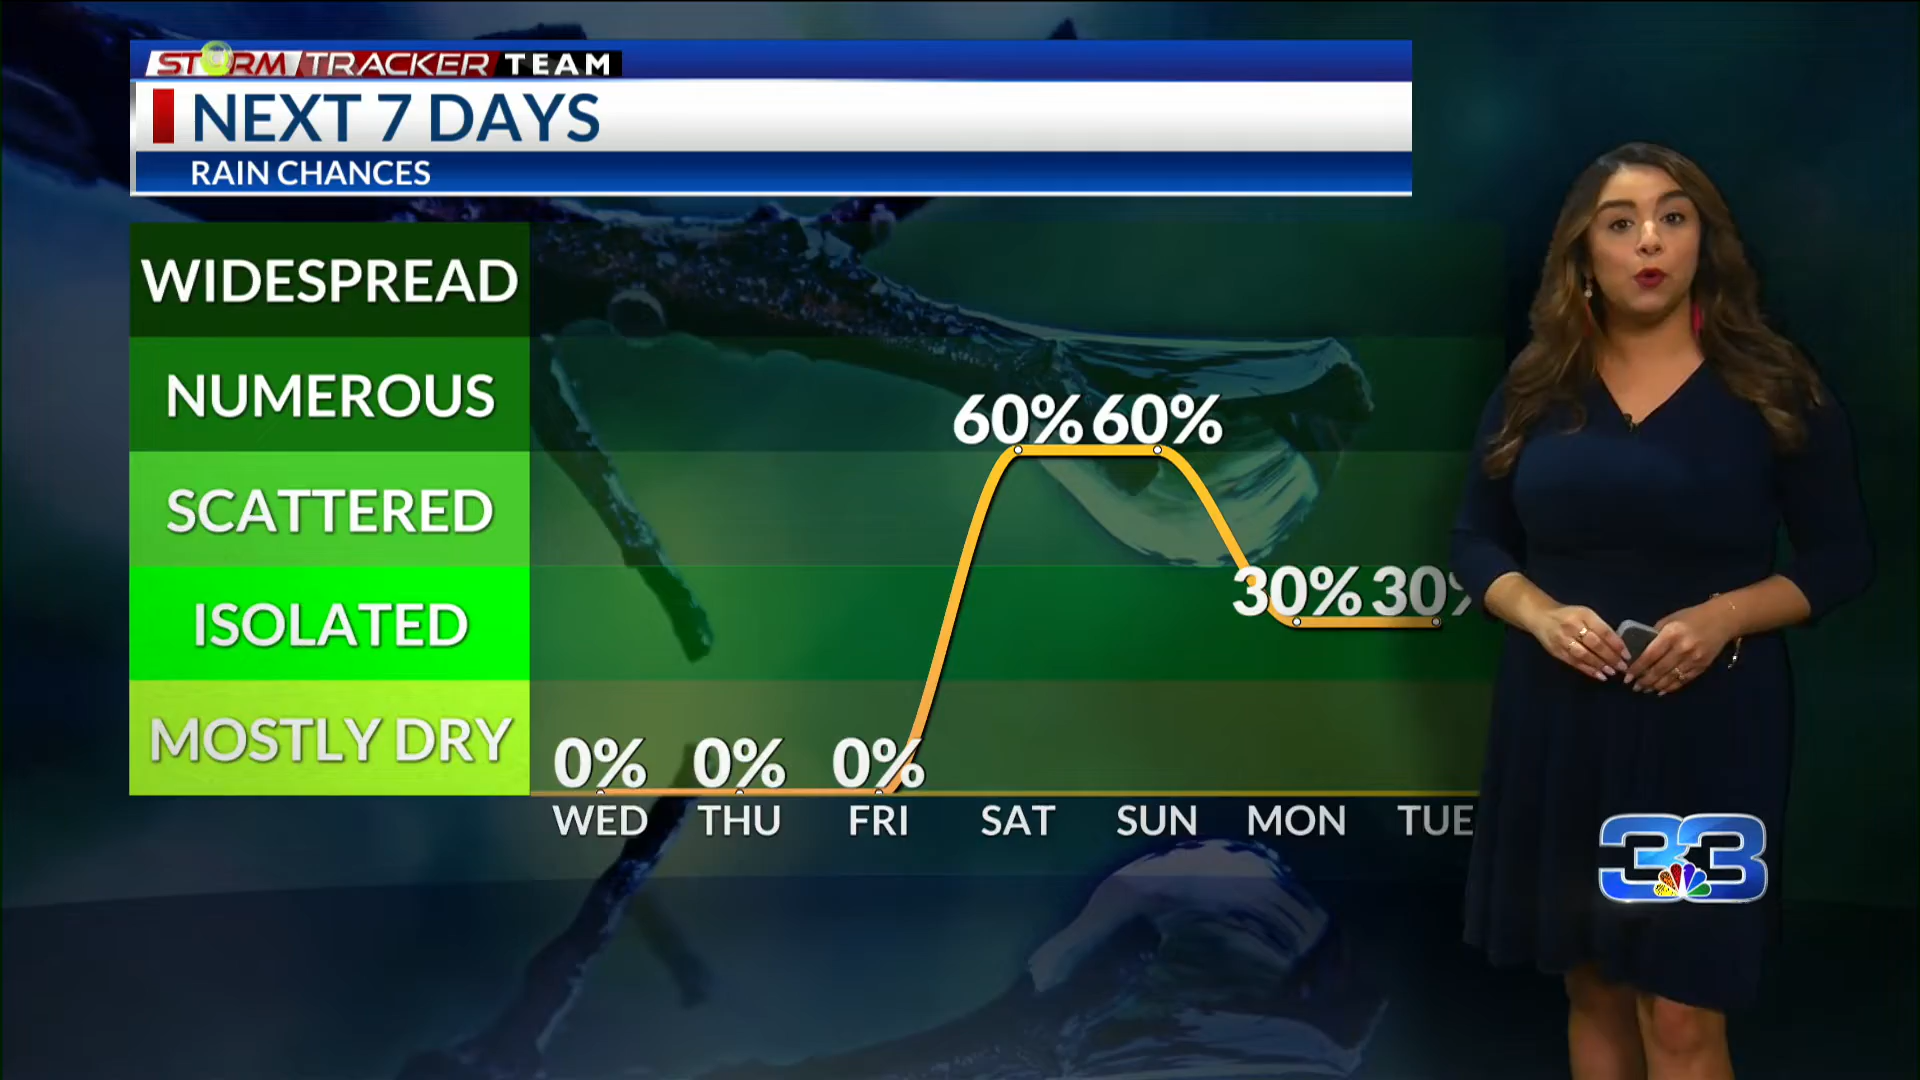 STORM TRACKER TEAM
NEXT 7 DAYS
RAIN CHANCES
WIDESPREAD
NUMEROUS
SCATTERED
ISOLATED
MOSTLY DRY
60% 60%
30% 30%
0% 0% 0%
WED THU FRI SAT SUN MON TUE
33